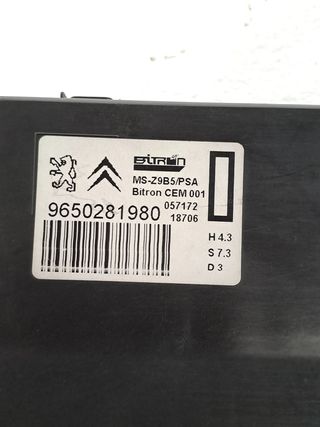 BiTRON
MS-Z9B5/PSA
Bitron CEM 001
9650281980
057172
18706
H 4.3
S 7.3
D 3